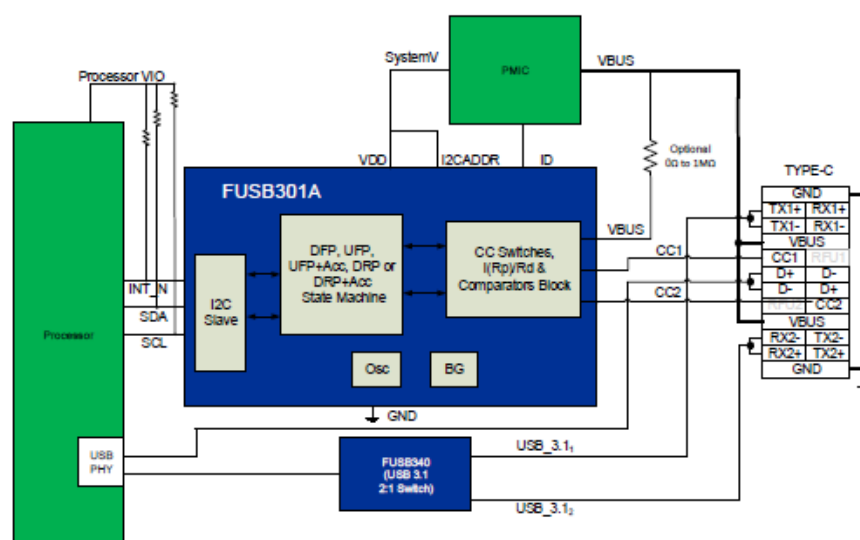 SystemV
PMIC
VBUS
Processor VIO
Optional
0Ω to 1MΩ
VDD
I2CADDR
ID
TYPE-C
FUSB301A
GND
TX1+ RX1+
TX1- RX1-
VBUS
CC1 RFU1
D+ D-
D- D+
RFU2 CC2
VBUS
RX2- TX2-
RX2+ TX2+
GND
VBUS
CC1
CC2
DFP, UFP,
UFP+Acc, DRP or
DRP+Acc
State Machine
CC Switches,
I(Rp)/Rd &
Comparators Block
I2C
Slave
INT_N
SDA
SCL
Processor
Osc
BG
GND
USB
PHY
FUSB340
(USB 3.1
2:1 Switch)
USB_3.1₁
USB_3.1₂